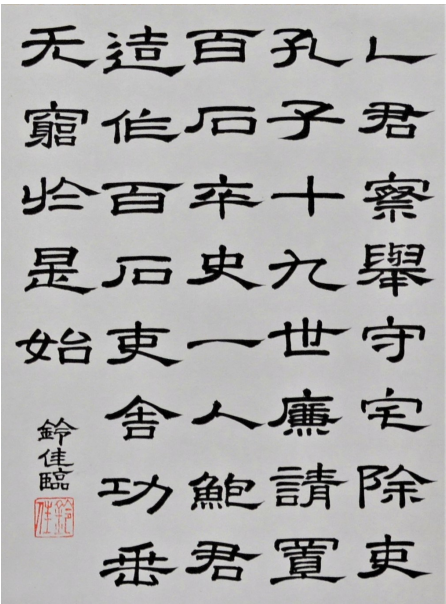 乙君察舉守宅除吏
孔子十九世廉請置
百石卒史一人鮑君
造作百石吏舍功垂
无窮於是始
鈴佳臨
鈴佳